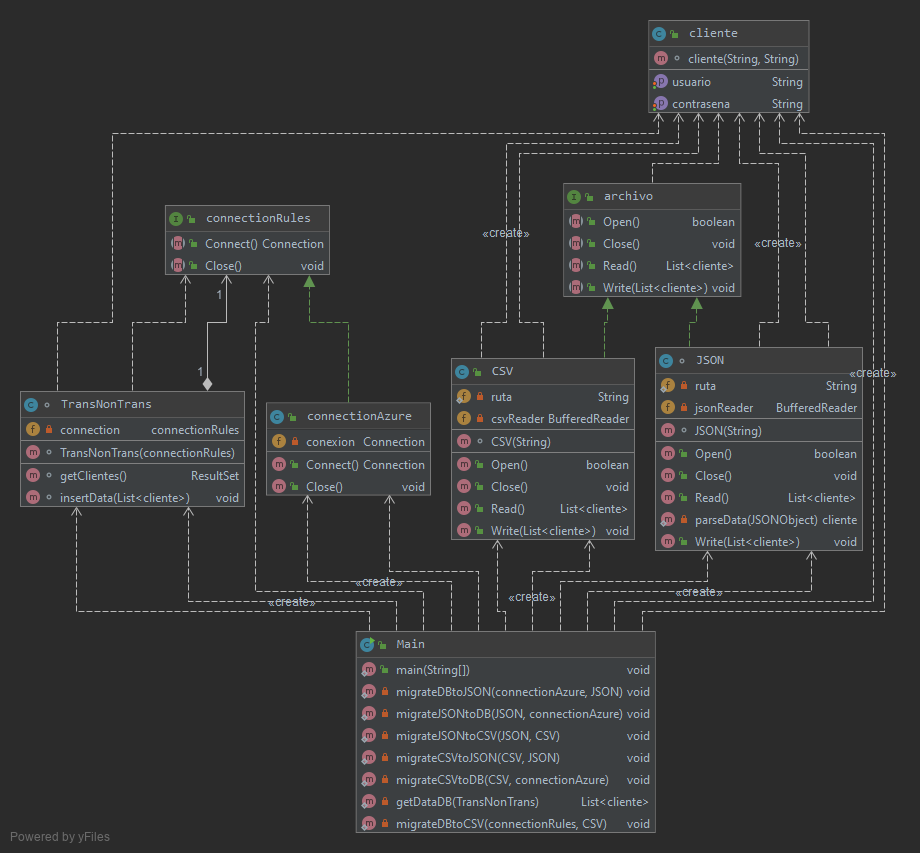 cliente
cliente(String, String)
usuario String
contrasena String
connectionRules
Connect() Connection
Close() void
archivo
Open() boolean
Close() void
Read() List<cliente>
Write(List<cliente>) void
«create»
«create»
1
1
TransNonTrans
connection connectionRules
TransNonTrans(connectionRules)
getClientes() ResultSet
insertData(List<cliente>) void
connectionAzure
conexion Connection
Connect() Connection
Close() void
CSV
ruta String
csvReader BufferedReader
CSV(String)
Open() boolean
Close() void
Read() List<cliente>
Write(List<cliente>) void
JSON
«create»
ruta String
jsonReader BufferedReader
JSON(String)
Open() boolean
Close() void
Read() List<cliente>
parseData(JSONObject) cliente
Write(List<cliente>) void
«create»
«create»
«create»
«create»
Main
main(String[]) void
migrateDBtoJSON(connectionAzure, JSON) void
migrateJSONtoDB(JSON, connectionAzure) void
migrateJSONtoCSV(JSON, CSV) void
migrateCSVtoJSON(CSV, JSON) void
migrateCSVtoDB(CSV, connectionAzure) void
getDataDB(TransNonTrans) List<cliente>
migrateDBtoCSV(connectionRules, CSV) void
Powered by yFiles